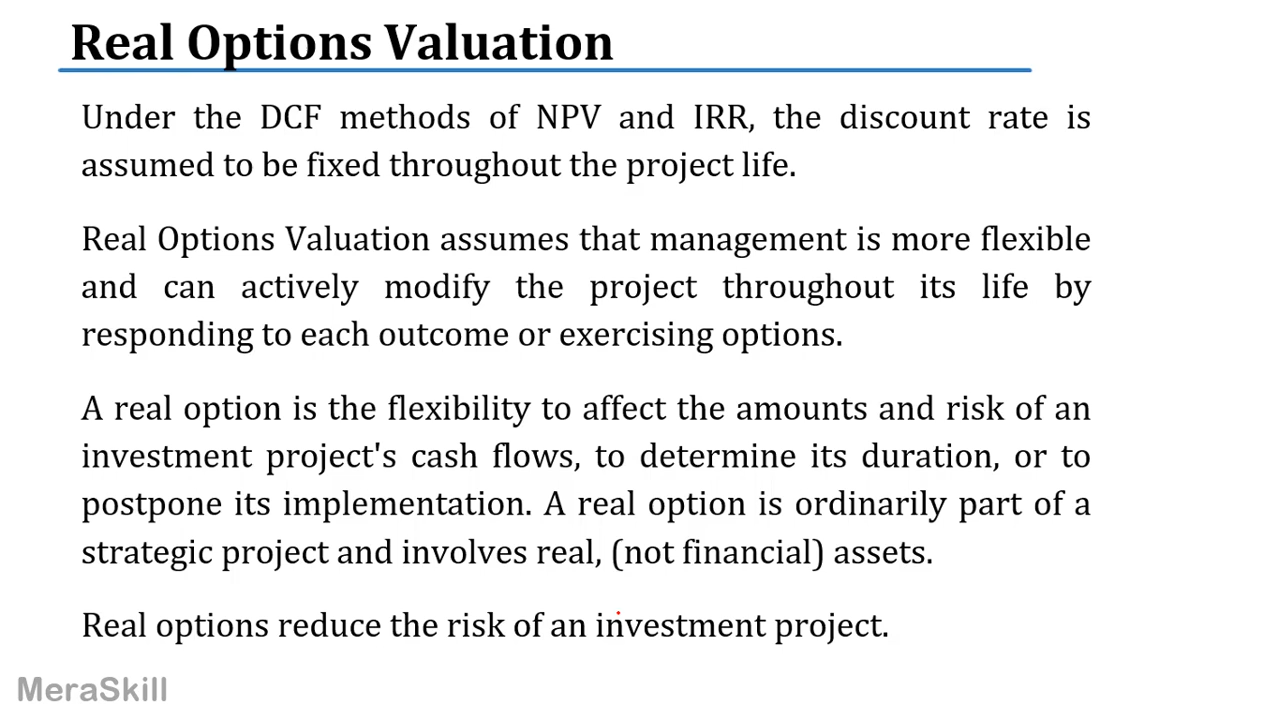 Real Options Valuation
Under the DCF methods of NPV and IRR, the discount rate is
assumed to be fixed throughout the project life.
Real Options Valuation assumes that management is more flexible
and can actively modify the project throughout its life by
responding to each outcome or exercising options.
A real option is the flexibility to affect the amounts and risk of an
investment project's cash flows, to determine its duration, or to
postpone its implementation. A real option is ordinarily part of a
strategic project and involves real, (not financial) assets.
Real options reduce the risk of an investment project.
MeraSkill